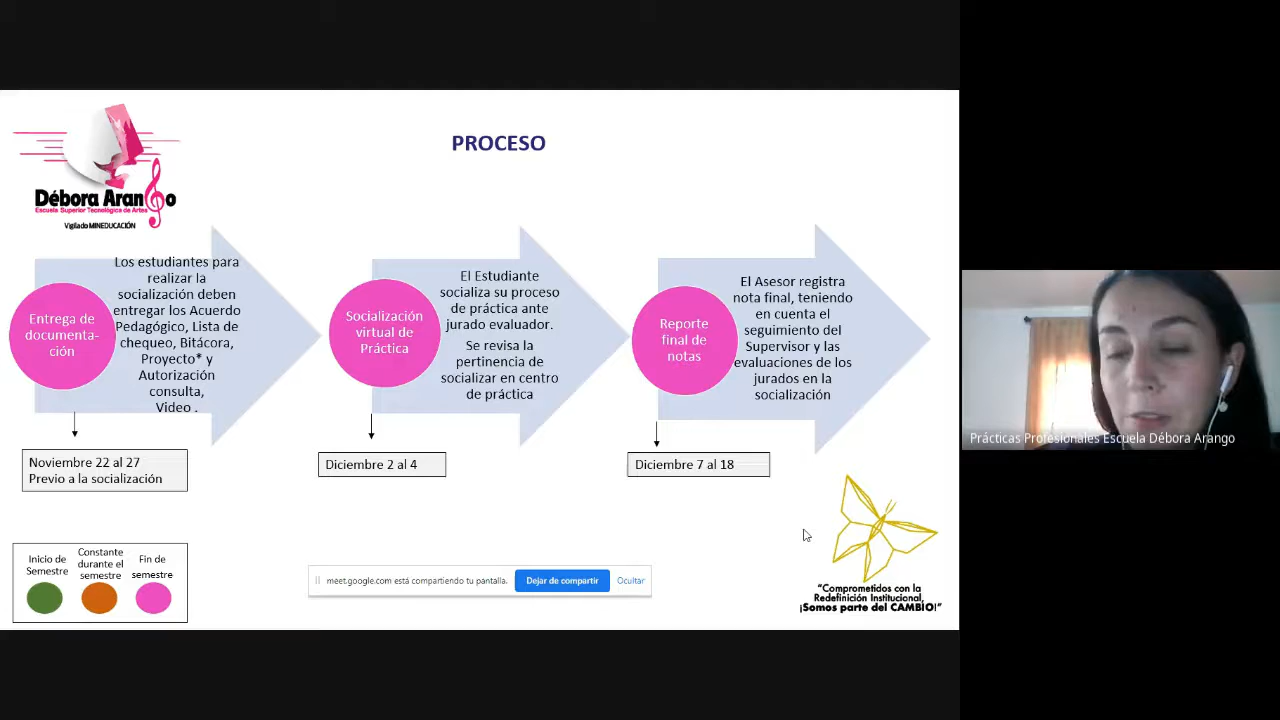 PROCESO
Débora Arango
Escuela Superior Tecnológica de Artes
Vigilado MINEDUCACIÓN
Entrega de
documenta-
ción
Los estudiantes para
realizar la
socialización deben
entregar los Acuerdo
Pedagógico, Lista de
chequeo, Bitácora,
Proyecto* y
Autorización
consulta,
Video .
Noviembre 22 al 27
Previo a la socialización
Socialización
virtual de
Práctica
El Estudiante
socializa su proceso
de práctica ante
jurado evaluador.
Se revisa la
pertinencia de
socializar en centro
de práctica
Diciembre 2 al 4
Reporte
final de
notas
El Asesor registra
nota final, teniendo
en cuenta el
seguimiento del
Supervisor y las
evaluaciones de los
jurados en la
socialización
Diciembre 7 al 18
Inicio de
Semestre
Constante
durante el
semestre
Fin de
semestre
meet.google.com está compartiendo tu pantalla.
Dejar de compartir
Ocultar
"Comprometidos con la
Redefinición Institucional,
¡Somos parte del CAMBIO!"
Prácticas Profesionales Escuela Débora Arango